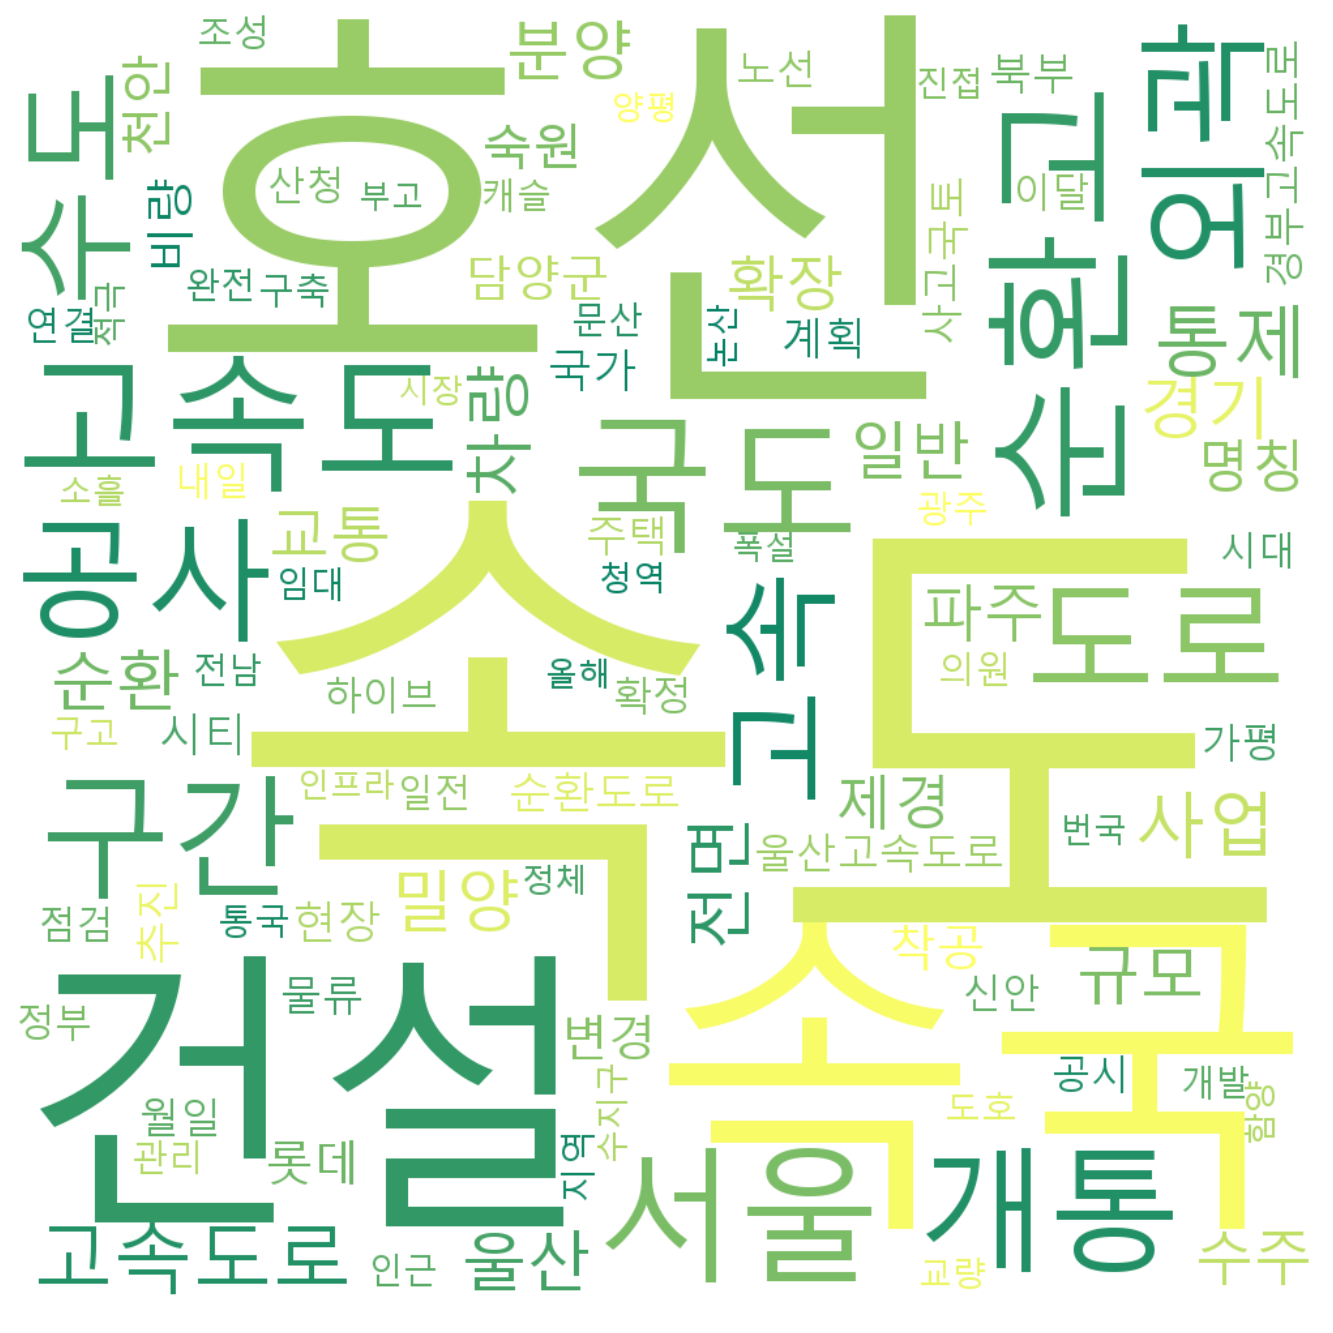 조성
호선
분양
노선
진접
북부
외곽
경부고속도로
수도
천안
양평
숙원
산청
부고
캐슬
이달
순환고
비량
사고국토
완전
구축
담양군
확장
연결
적극
문산
논산
계획
통제
국가
고속도
시장
차량
경기
국도
일반
명칭
소흘
내일
광주
공사
교통
주택
폭설
시대
임대
청역
속도
고속
파주
도로
순환
전남
올해
의원
하이브
확정
구고
시티
가평
인프라
일전
순환도로
제경
구간
울산고속도로
번국
사업
전면
밀양
정체
점검
추진
통국
현장
속국
착공
규모
건설
물류
신안
정부
변경
공시
개발
함양
월일
수지구
도호
관리
롯데
지역
서울
개통
고속도로
울산
인근
교량
수주